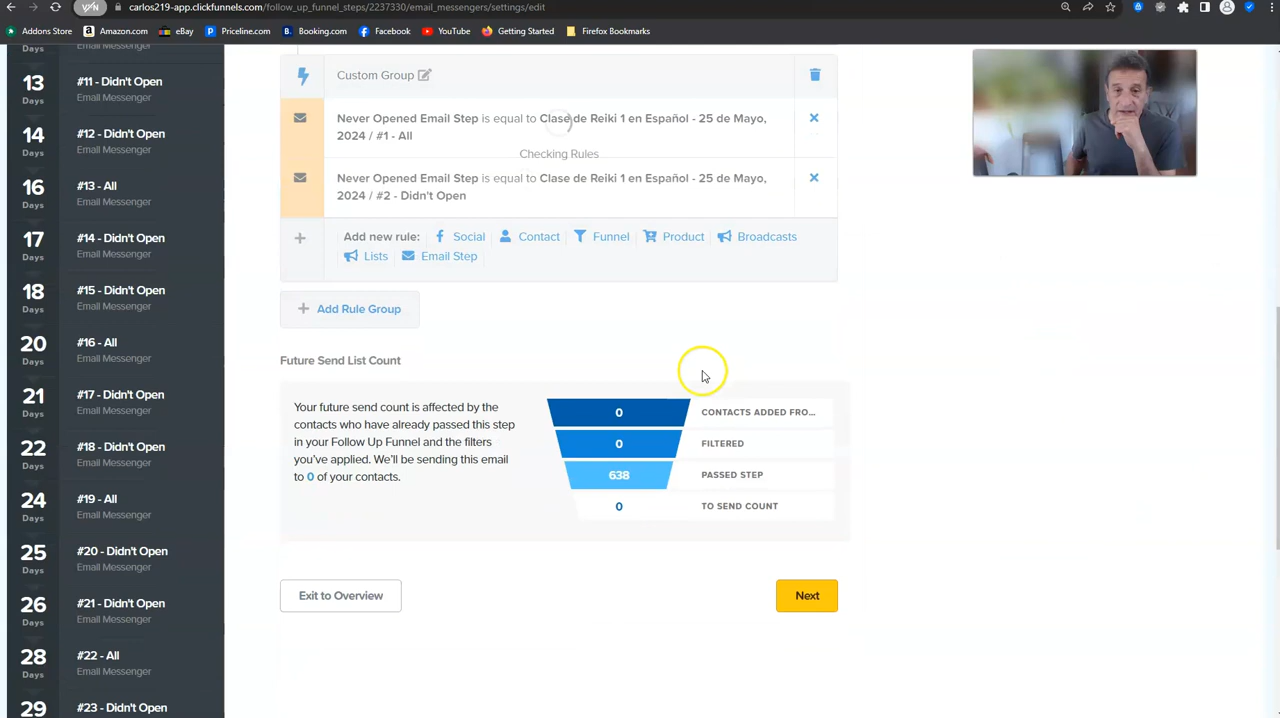 carlos219-app.clickfunnels.com/follow_up_funnel_steps/2237330/email_messengers/settings/edit
VPN
Addons Store
Amazon.com
eBay
Priceline.com
Booking.com
Facebook
YouTube
Getting Started
Firefox Bookmarks
Days
Email Messenger
13
Days
#11 - Didn't Open
Email Messenger
14
Days
#12 - Didn't Open
Email Messenger
16
Days
#13 - All
Email Messenger
17
Days
#14 - Didn't Open
Email Messenger
18
Days
#15 - Didn't Open
Email Messenger
20
Days
#16 - All
Email Messenger
21
Days
#17 - Didn't Open
Email Messenger
22
Days
#18 - Didn't Open
Email Messenger
24
Days
#19 - All
Email Messenger
25
Days
#20 - Didn't Open
Email Messenger
26
Days
#21 - Didn't Open
Email Messenger
28
Days
#22 - All
Email Messenger
29
#23 - Didn't Open
Custom Group
Never Opened Email Step is equal to Clase de Reiki 1 en Español - 25 de Mayo,
2024 / #1 - All
Checking Rules
Never Opened Email Step is equal to Clase de Reiki 1 en Español - 25 de Mayo,
2024 / #2 - Didn't Open
Add new rule: Social Contact Funnel Product Broadcasts
Lists Email Step
Add Rule Group
Future Send List Count
Your future send count is affected by the
contacts who have already passed this step
in your Follow Up Funnel and the filters
you've applied. We'll be sending this email
to 0 of your contacts.
0 CONTACTS ADDED FRO...
0 FILTERED
638 PASSED STEP
0 TO SEND COUNT
Exit to Overview
Next